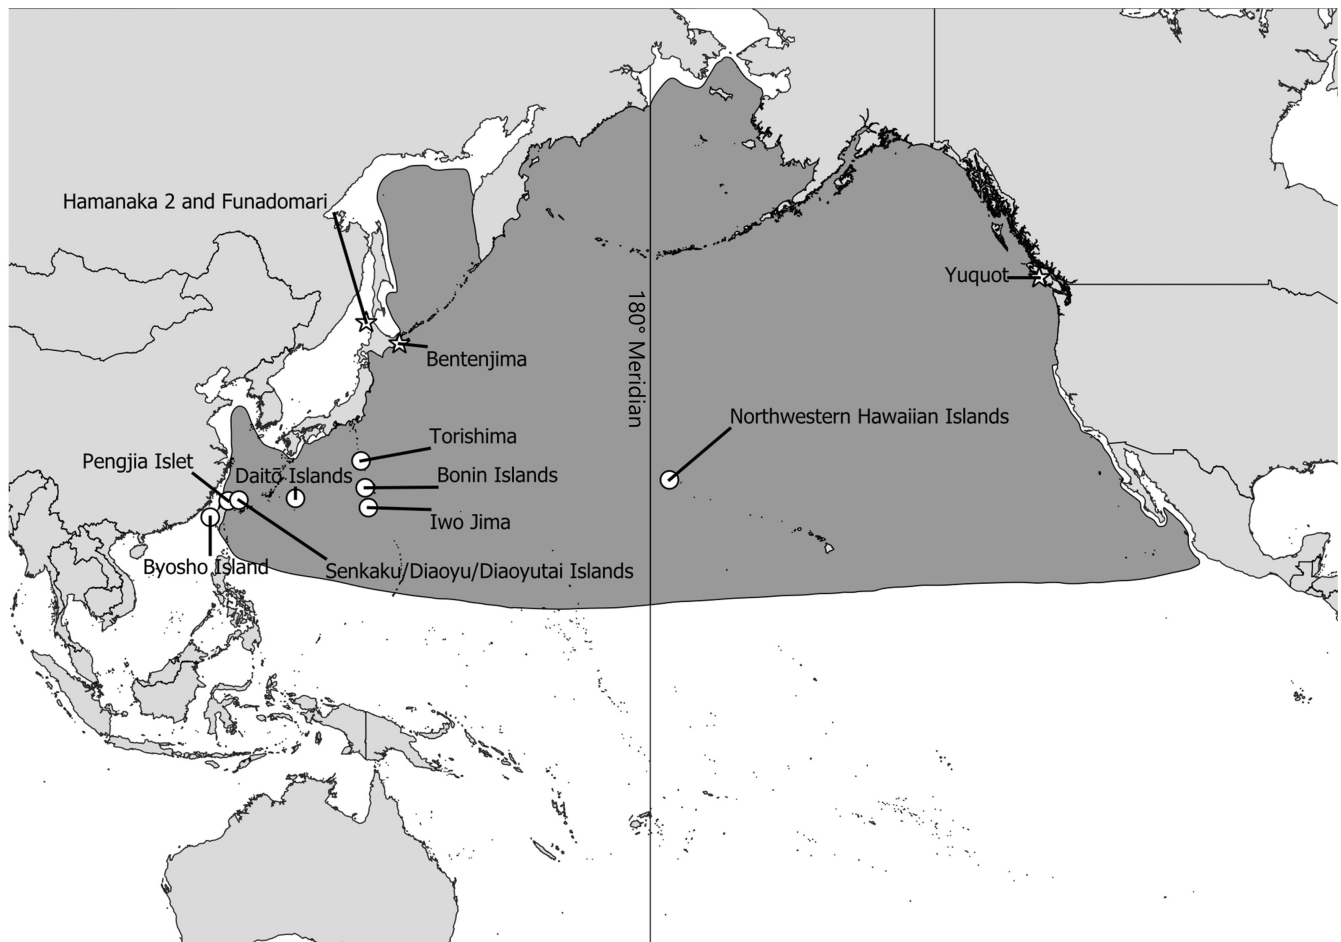 Hamanaka 2 and Funadomari
Yuquot
180° Meridian
Bentenjima
Northwestern Hawaiian Islands
Torishima
Pengjia Islet
Daitō Islands
Bonin Islands
Iwo Jima
Byosho Island
Senkaku/Diaoyu/Diaoyutai Islands